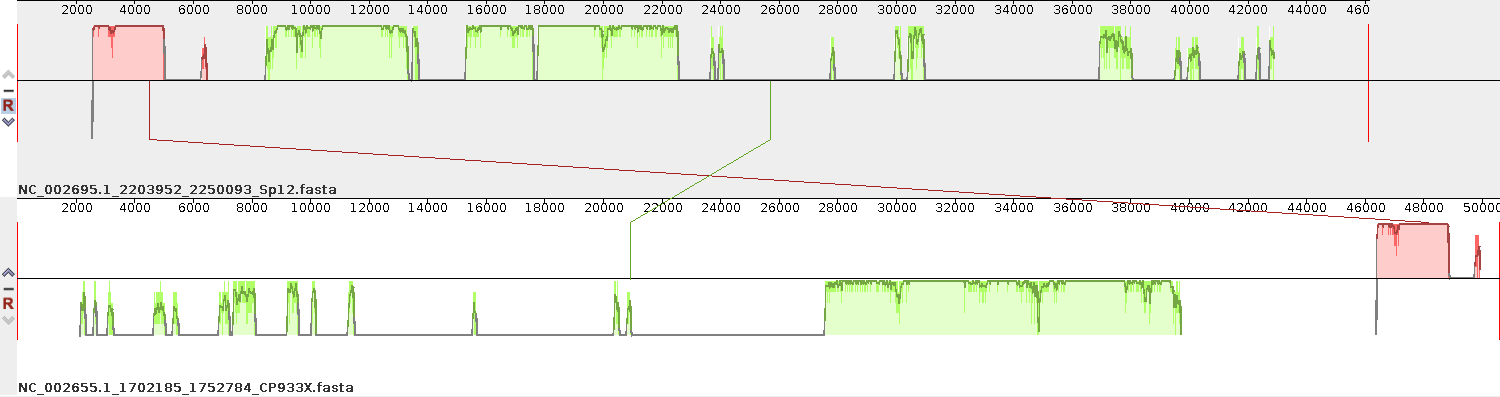 2000 4000 6000 8000 10000 12000 14000 16000 18000 20000 22000 24000 26000 28000 30000 32000 34000 36000 38000 40000 42000 44000 460
R
NC_002695.1_2203952_2250093_Sp12.fasta
2000 4000 6000 8000 10000 12000 14000 16000 18000 20000 22000 24000 26000 28000 30000 32000 34000 36000 38000 40000 42000 44000 46000 48000 50000
R
NC_002655.1_1702185_1752784_CP933X.fasta